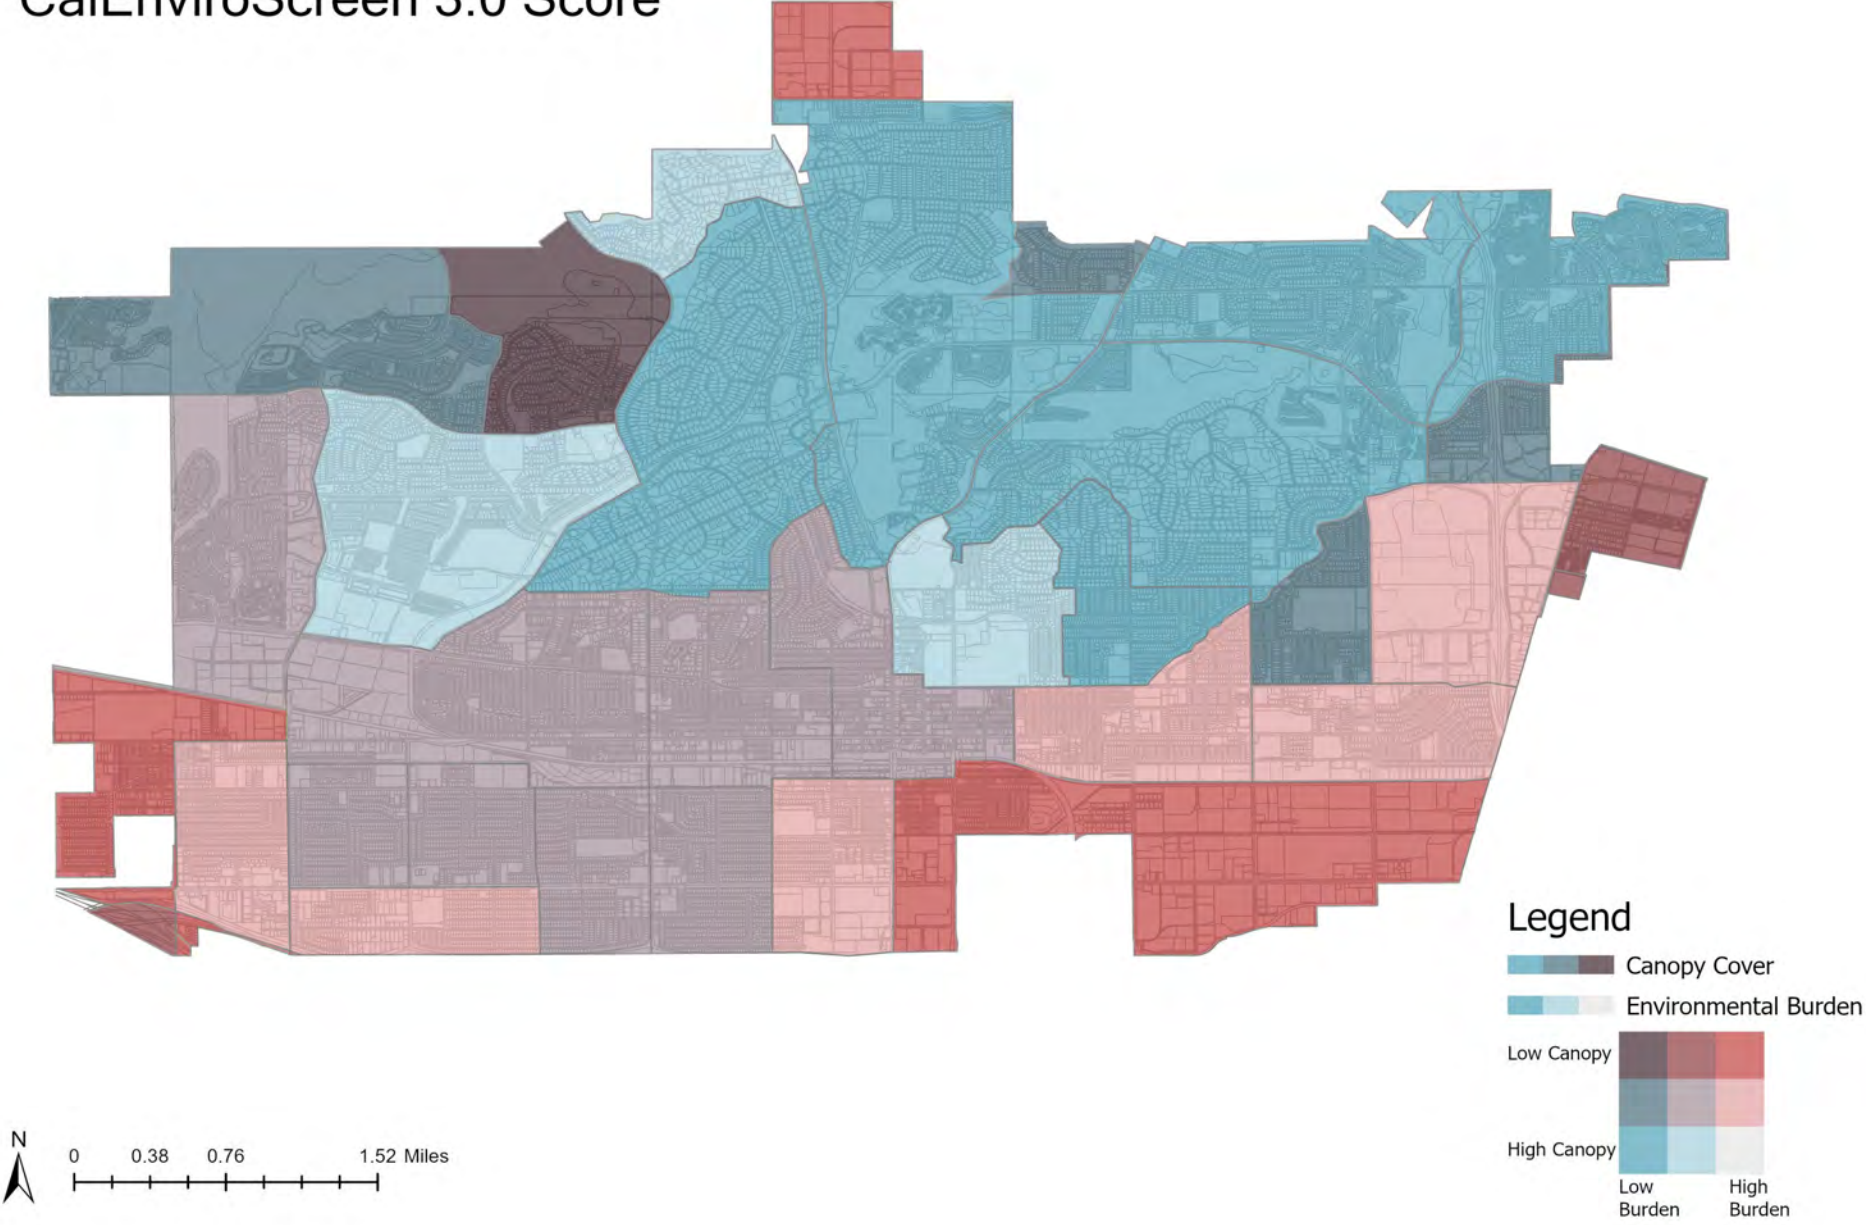 CalEnviroScreen 3.0 Score
Legend
Canopy Cover
Environmental Burden
Low Canopy
High Canopy
Low
Burden
High
Burden
N
0 0.38 0.76 1.52 Miles